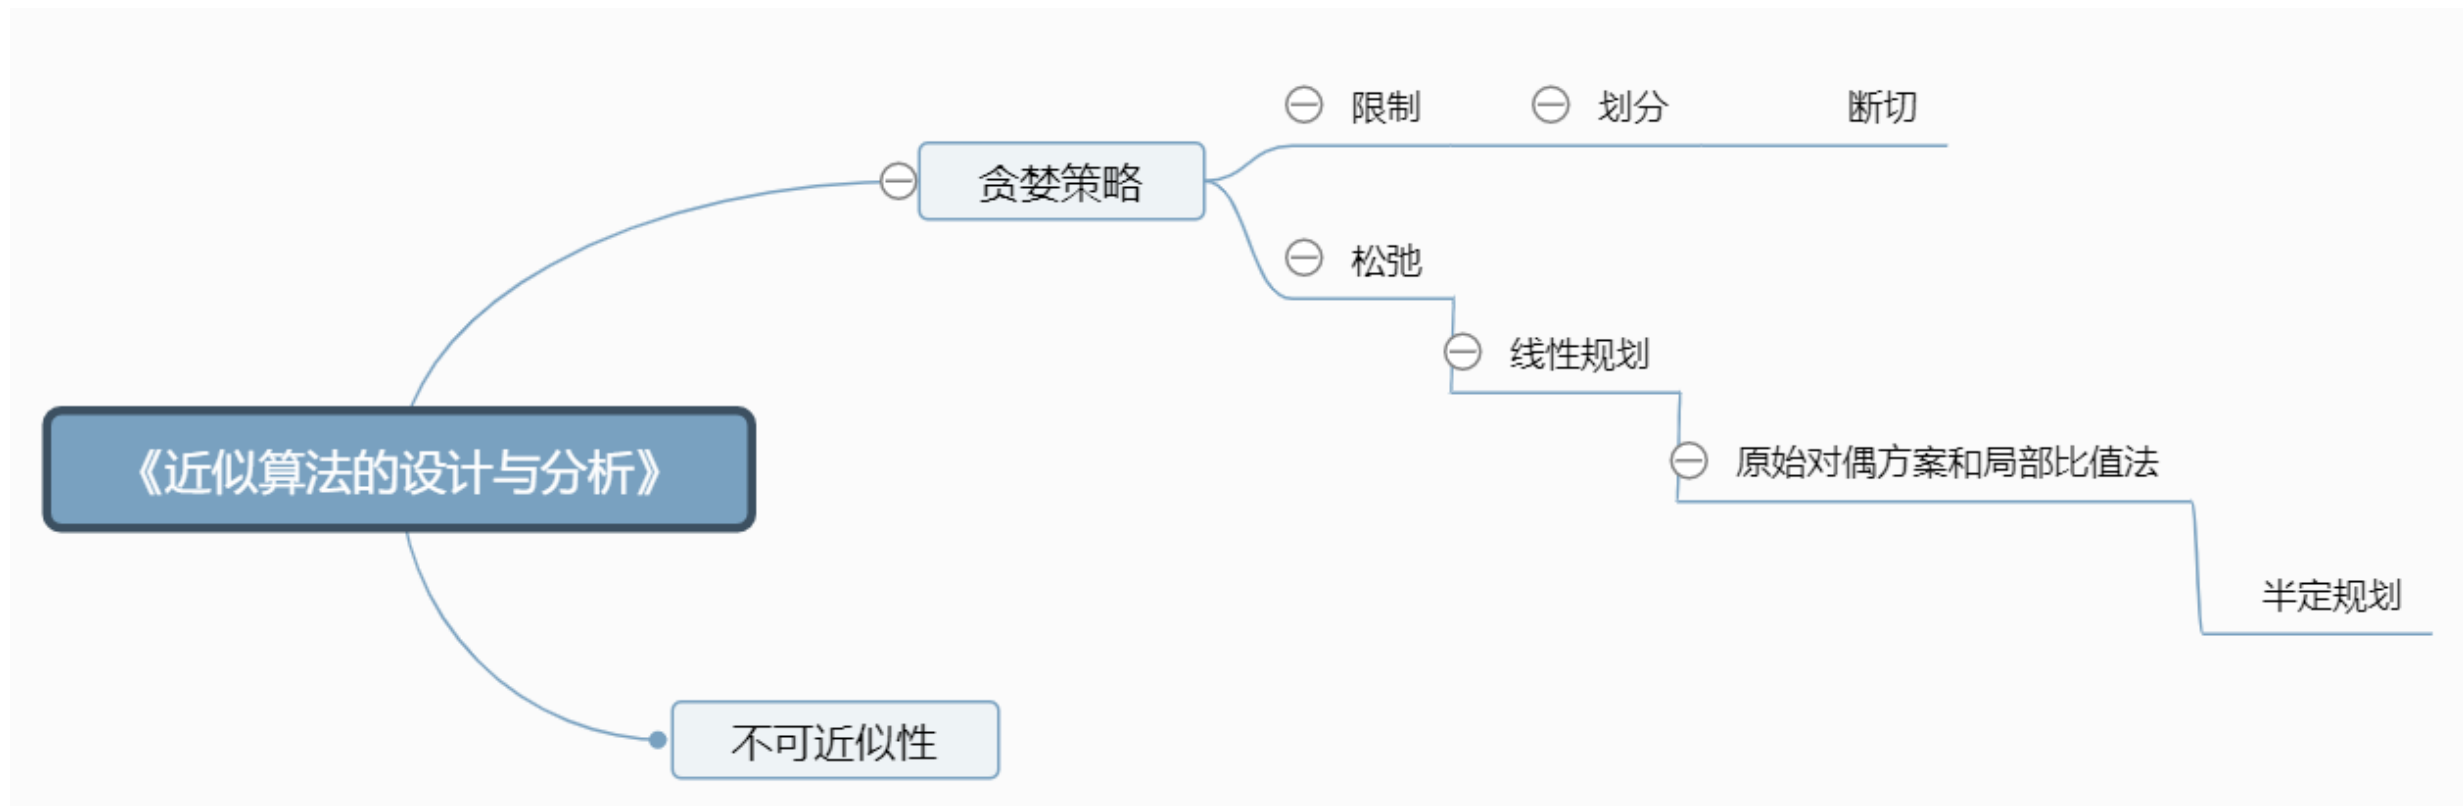 限制 划分 断切
贪婪策略
松弛
线性规划
原始对偶方案和局部比值法
《近似算法的设计与分析》
半定规划
不可近似性